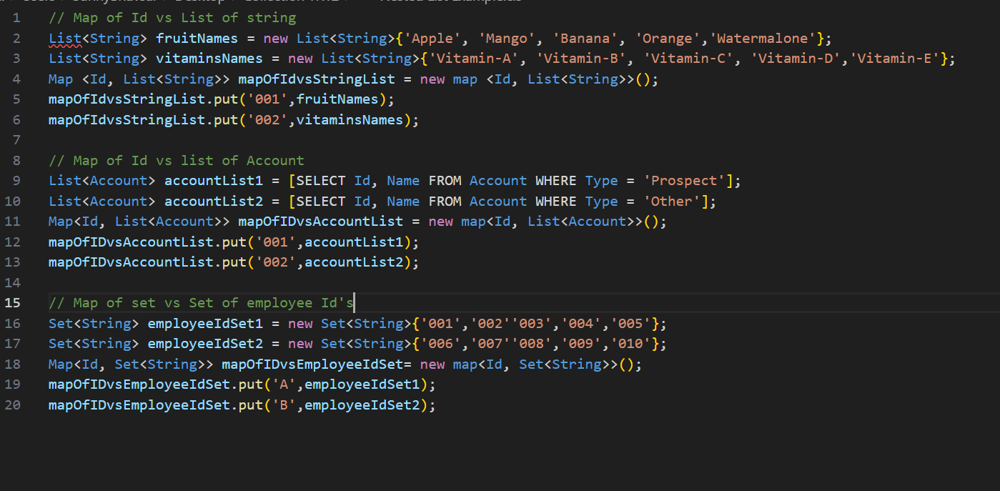 1 // Map of Id vs List of string
2 List<String> fruitNames = new List<String>{'Apple', 'Mango', 'Banana', 'Orange','Watermalone'};
3 List<String> vitaminsNames = new List<String>{'Vitamin-A', 'Vitamin-B', 'Vitamin-C', 'Vitamin-D','Vitamin-E'};
4 Map <Id, List<String>> mapOfIdvsStringList = new map <Id, List<String>>();
5 mapOfIdvsStringList.put('001',fruitNames);
6 mapOfIdvsStringList.put('002',vitaminsNames);
7
8 // Map of Id vs list of Account
9 List<Account> accountList1 = [SELECT Id, Name FROM Account WHERE Type = 'Prospect'];
10 List<Account> accountList2 = [SELECT Id, Name FROM Account WHERE Type = 'Other'];
11 Map<Id, List<Account>> mapOfIDvsAccountList = new map<Id, List<Account>>();
12 mapOfIDvsAccountList.put('001',accountList1);
13 mapOfIDvsAccountList.put('002',accountList2);
14
15 // Map of set vs Set of employee Id's
16 Set<String> employeeIdSet1 = new Set<String>{'001','002''003','004','005'};
17 Set<String> employeeIdSet2 = new Set<String>{'006','007''008','009','010'};
18 Map<Id, Set<String>> mapOfIDvsEmployeeIdSet= new map<Id, Set<String>>();
19 mapOfIDvsEmployeeIdSet.put('A',employeeIdSet1);
20 mapOfIDvsEmployeeIdSet.put('B',employeeIdSet2);